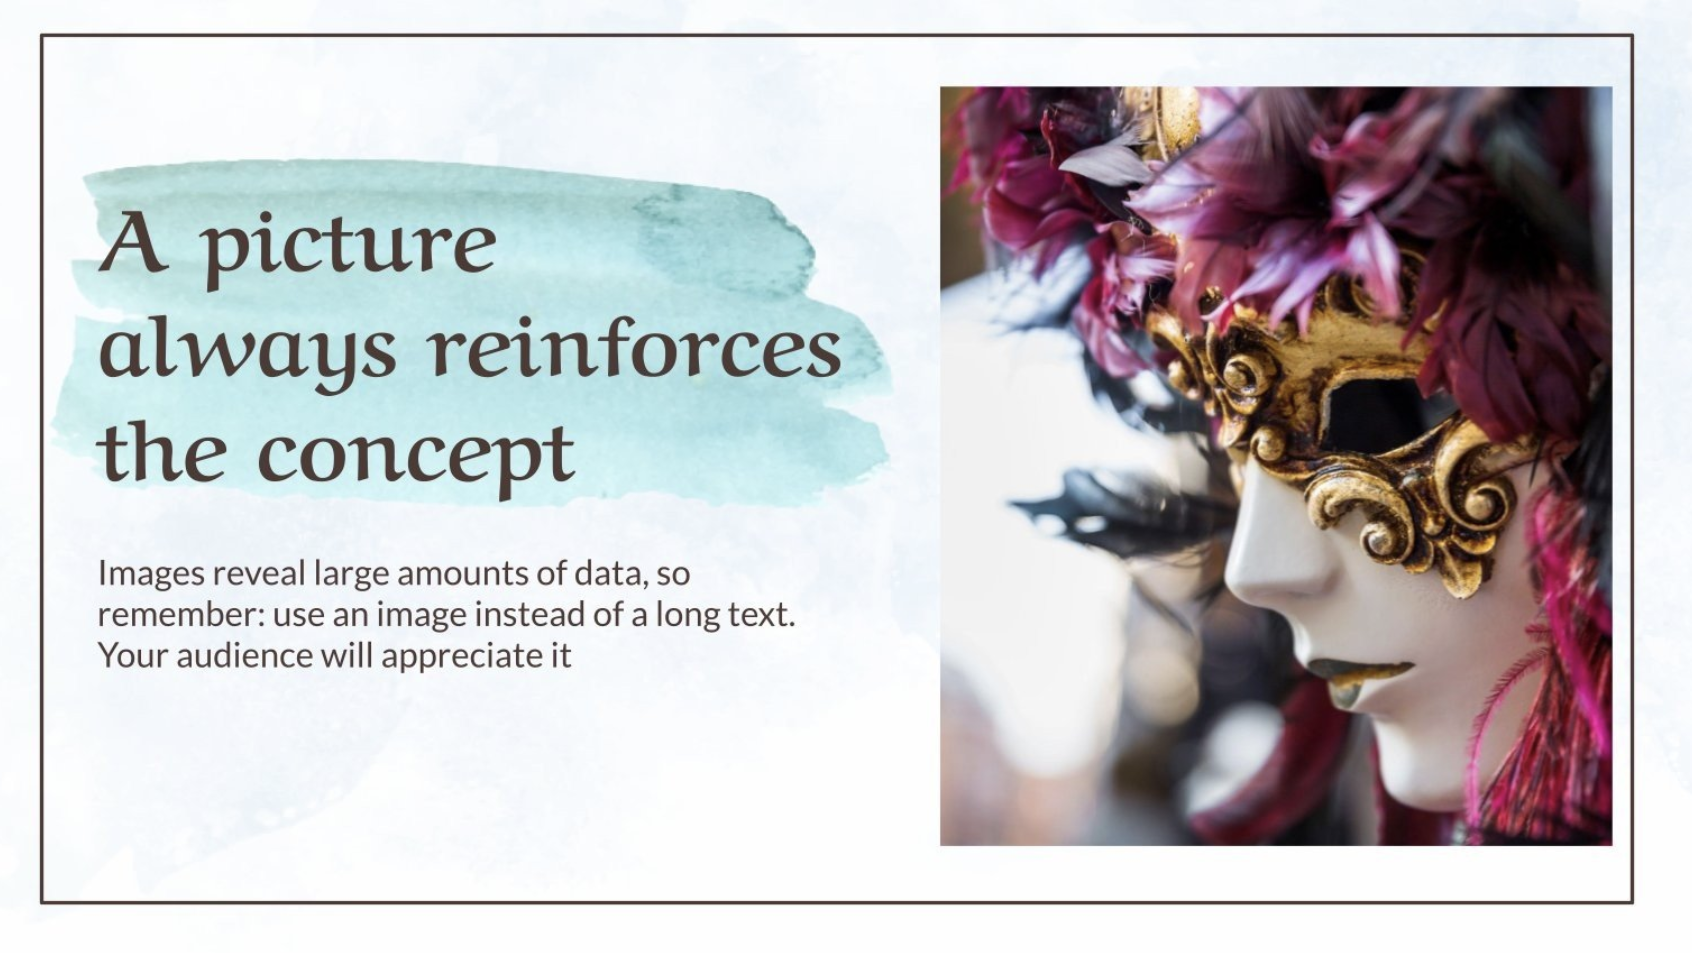 A picture
always reinforces
the concept
Images reveal large amounts of data, so
remember: use an image instead of a long text.
Your audience will appreciate it